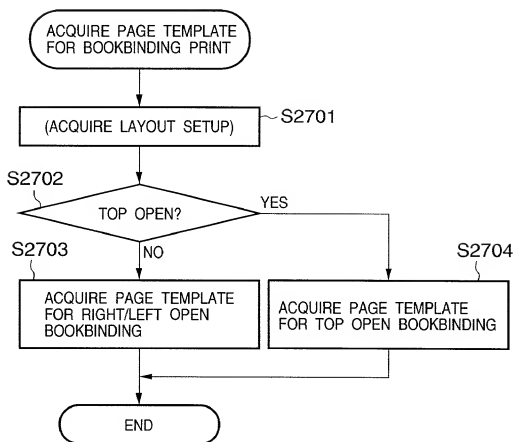 ACQUIRE PAGE TEMPLATE
FOR BOOKBINDING PRINT
(ACQUIRE LAYOUT SETUP)
S2701
S2702
TOP OPEN?
YES
NO
S2703
ACQUIRE PAGE TEMPLATE
FOR RIGHT/LEFT OPEN
BOOKBINDING
S2704
ACQUIRE PAGE TEMPLATE
FOR TOP OPEN BOOKBINDING
END